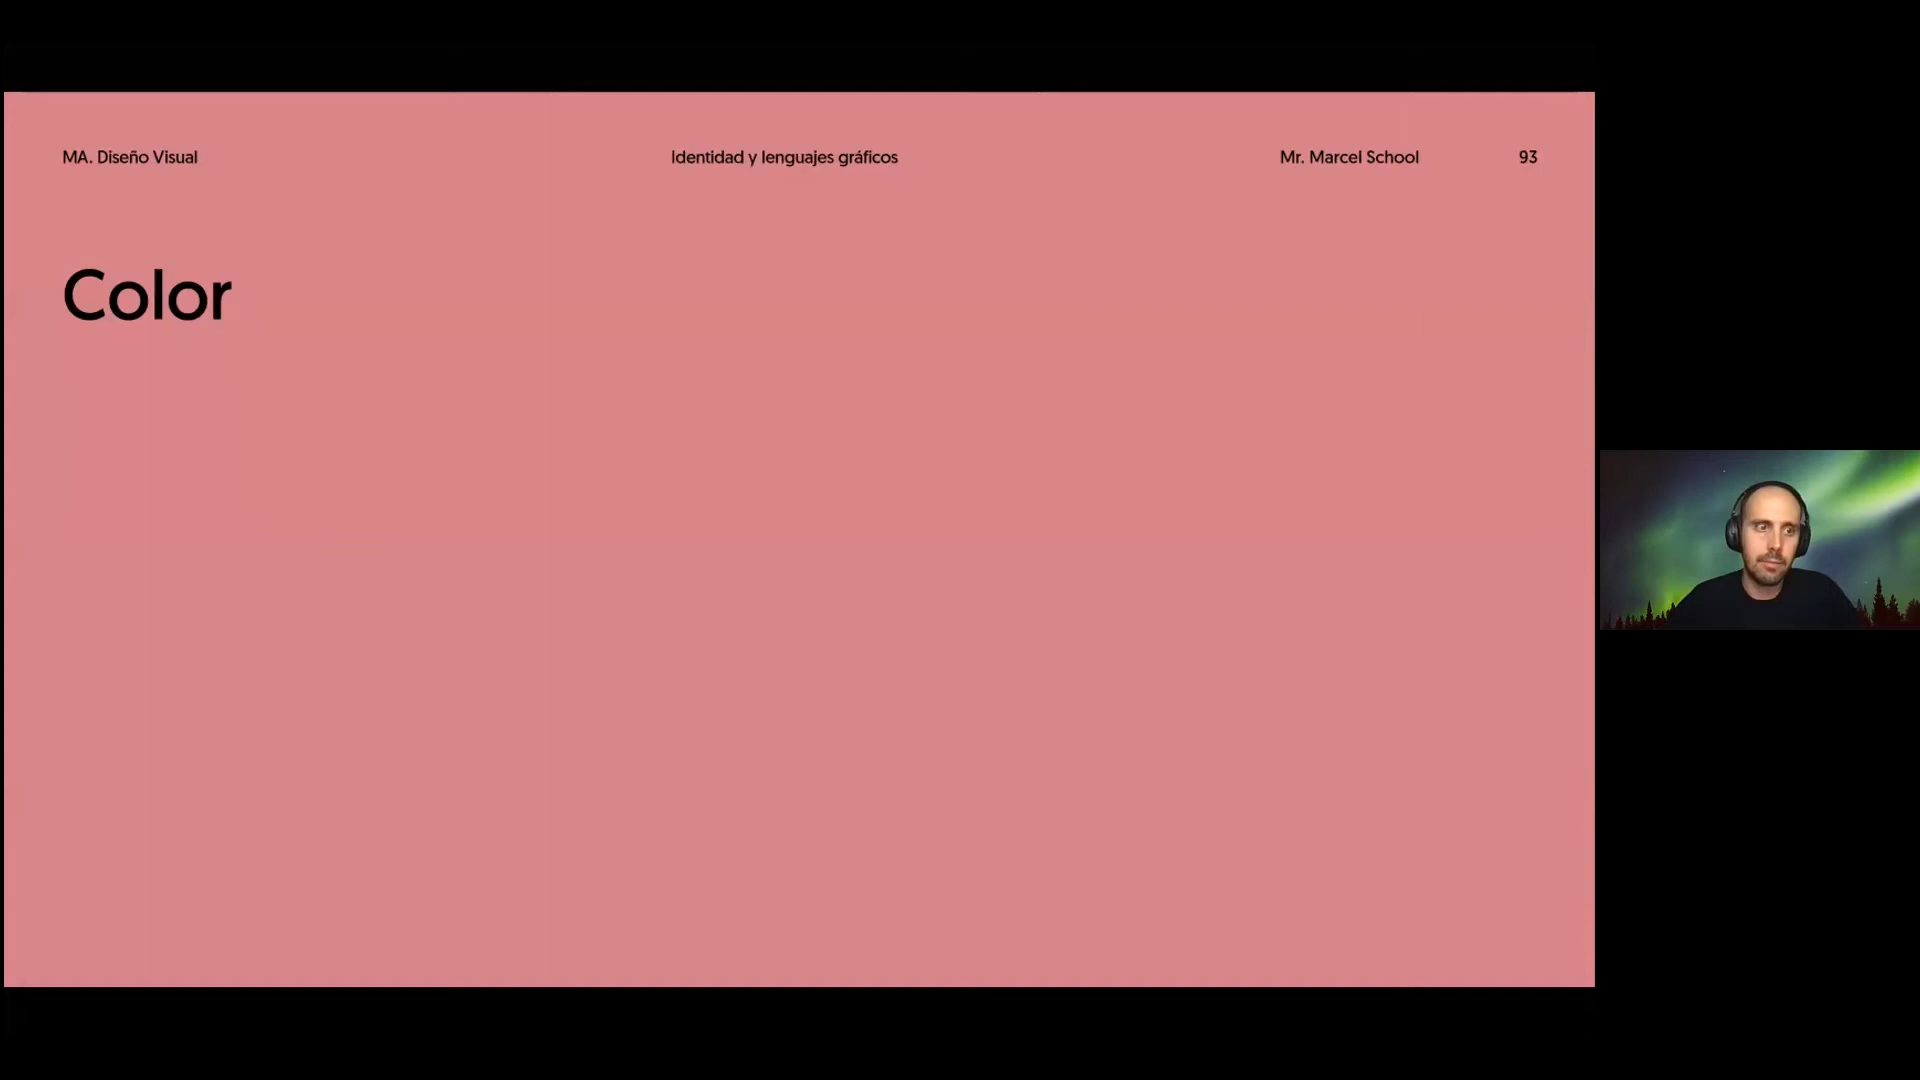 MA. Diseño Visual
Identidad y lenguajes gráficos
Mr. Marcel School
93
Color